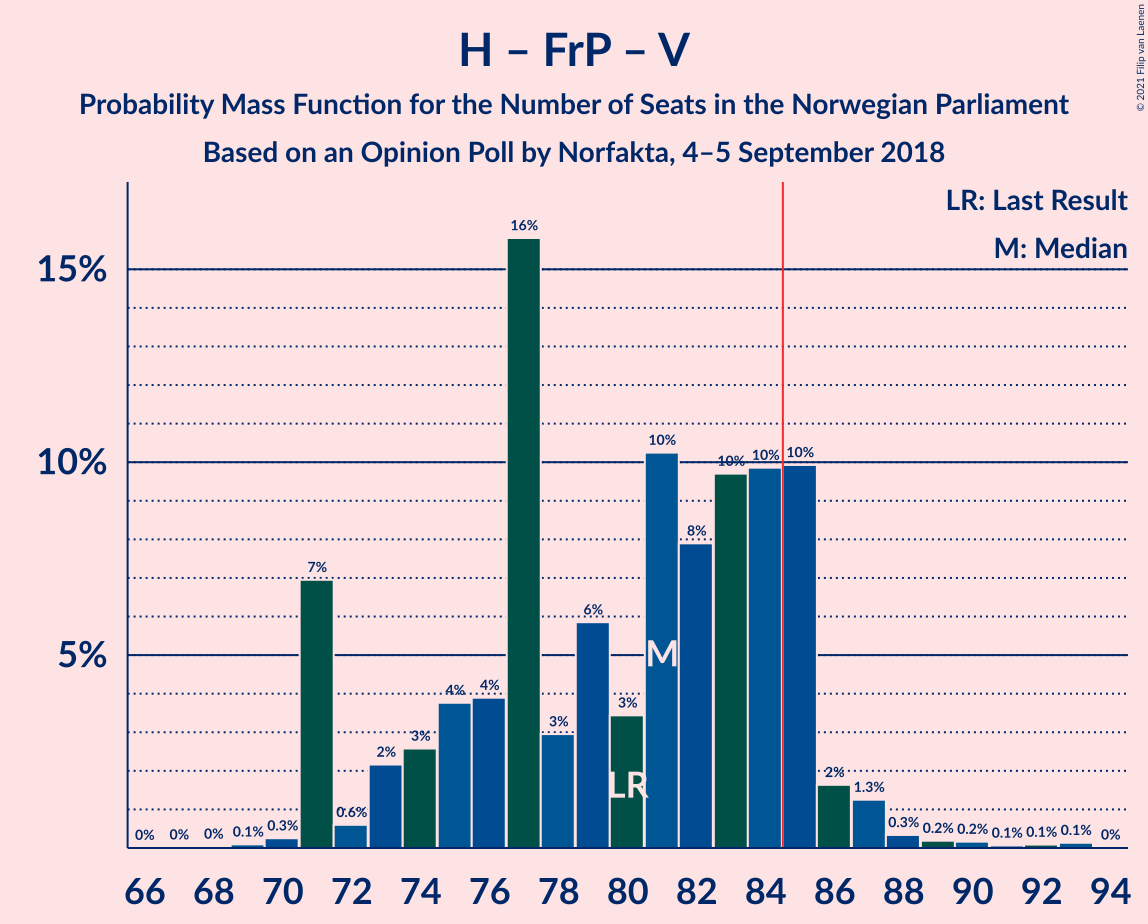 H – FrP – V
Probability Mass Function for the Number of Seats in the Norwegian Parliament
Based on an Opinion Poll by Norfakta, 4–5 September 2018
© 2021 Filip van Laenen
LR: Last Result
M: Median
15%
10%
5%
0% 0% 0% 0.1% 0.3% 7% 0.6% 2% 3% 4% 4% 16% 3% 6% 3% 10% 8% 10% 10% 10% 2% 1.3% 0.3% 0.2% 0.2% 0.1% 0.1% 0.1% 0%
M
LR
66 68 70 72 74 76 78 80 82 84 86 88 90 92 94